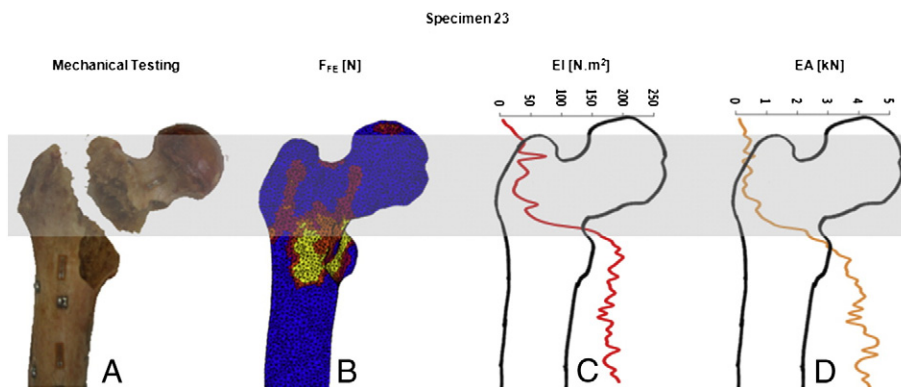 Specimen 23
Mechanical Testing
F_FE [N]
EI [N.m²]
EA [kN]
0 50 100 150 200 250
0 1 2 3 4 5
A B C D